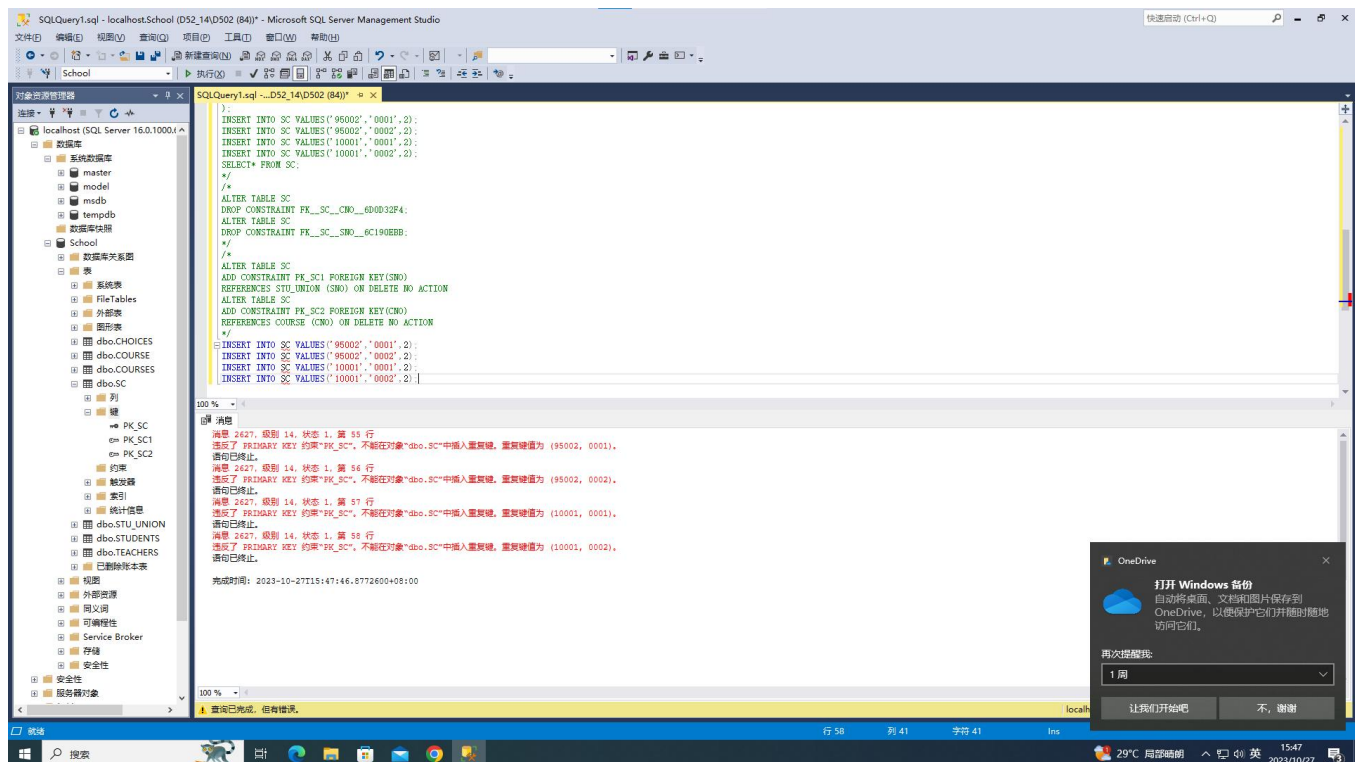 SQLQuery1.sql - localhost.School (D52_14\D502 (84))* - Microsoft SQL Server Management Studio
快速启动 (Ctrl+Q)
文件(F) 编辑(E) 视图(V) 查询(Q) 项目(P) 工具(T) 窗口(W) 帮助(H)
新建查询(N)
School
执行(X)
对象资源管理器
SQLQuery1.sql -...D52_14\D502 (84))*
连接
localhost (SQL Server 16.0.1000.6
数据库
系统数据库
master
model
msdb
tempdb
数据库快照
School
数据库关系图
表
系统表
FileTables
外部表
图形表
dbo.CHOICES
dbo.COURSE
dbo.COURSES
dbo.SC
列
键
PK_SC
PK_SC1
PK_SC2
约束
触发器
索引
统计信息
dbo.STU_UNION
dbo.STUDENTS
dbo.TEACHERS
已删除账本表
视图
外部资源
同义词
可编程性
Service Broker
存储
安全性
安全性
服务器对象
);
INSERT INTO SC VALUES('95002','0001',2);
INSERT INTO SC VALUES('95002','0002',2);
INSERT INTO SC VALUES('10001','0001',2);
INSERT INTO SC VALUES('10001','0002',2);
SELECT* FROM SC;
*/
/*
ALTER TABLE SC
DROP CONSTRAINT FK__SC__CNO__6D0D32F4;
ALTER TABLE SC
DROP CONSTRAINT FK__SC__SNO__6C190EBB;
*/
/*
ALTER TABLE SC
ADD CONSTRAINT PK_SC1 FOREIGN KEY(SNO)
REFERENCES STU_UNION (SNO) ON DELETE NO ACTION
ALTER TABLE SC
ADD CONSTRAINT PK_SC2 FOREIGN KEY(CNO)
REFERENCES COURSE (CNO) ON DELETE NO ACTION
*/
INSERT INTO SC VALUES('95002','0001',2);
INSERT INTO SC VALUES('95002','0002',2);
INSERT INTO SC VALUES('10001','0001',2);
INSERT INTO SC VALUES('10001','0002',2);
100 %
消息
消息 2627，级别 14，状态 1，第 55 行
违反了 PRIMARY KEY 约束“PK_SC”。不能在对象“dbo.SC”中插入重复键。重复键值为 (95002, 0001)。
语句已终止。
消息 2627，级别 14，状态 1，第 56 行
违反了 PRIMARY KEY 约束“PK_SC”。不能在对象“dbo.SC”中插入重复键。重复键值为 (95002, 0002)。
语句已终止。
消息 2627，级别 14，状态 1，第 57 行
违反了 PRIMARY KEY 约束“PK_SC”。不能在对象“dbo.SC”中插入重复键。重复键值为 (10001, 0001)。
语句已终止。
消息 2627，级别 14，状态 1，第 58 行
违反了 PRIMARY KEY 约束“PK_SC”。不能在对象“dbo.SC”中插入重复键。重复键值为 (10001, 0002)。
语句已终止。
完成时间: 2023-10-27T15:47:46.8772600+08:00
100 %
查询已完成，但有错误。
localh
OneDrive
打开 Windows 备份
自动将桌面、文档和图片保存到
OneDrive，以便保护它们并随时随地
访问它们。
再次提醒我:
1 周
让我们开始吧
不，谢谢
就绪
行 58
列 41
字符 41
Ins
搜索
29°C 局部晴朗
英
15:47
2023/10/27